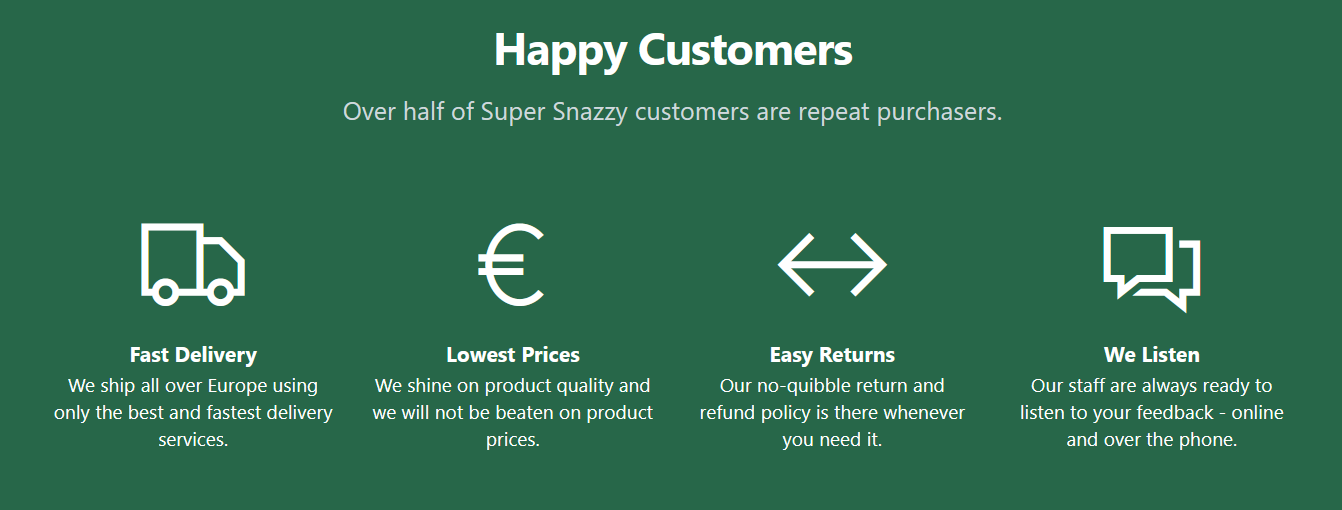 Happy Customers
Over half of Super Snazzy customers are repeat purchasers.
€
Fast Delivery
We ship all over Europe using
only the best and fastest delivery
services.
Lowest Prices
We shine on product quality and
we will not be beaten on product
prices.
Easy Returns
Our no-quibble return and
refund policy is there whenever
you need it.
We Listen
Our staff are always ready to
listen to your feedback - online
and over the phone.